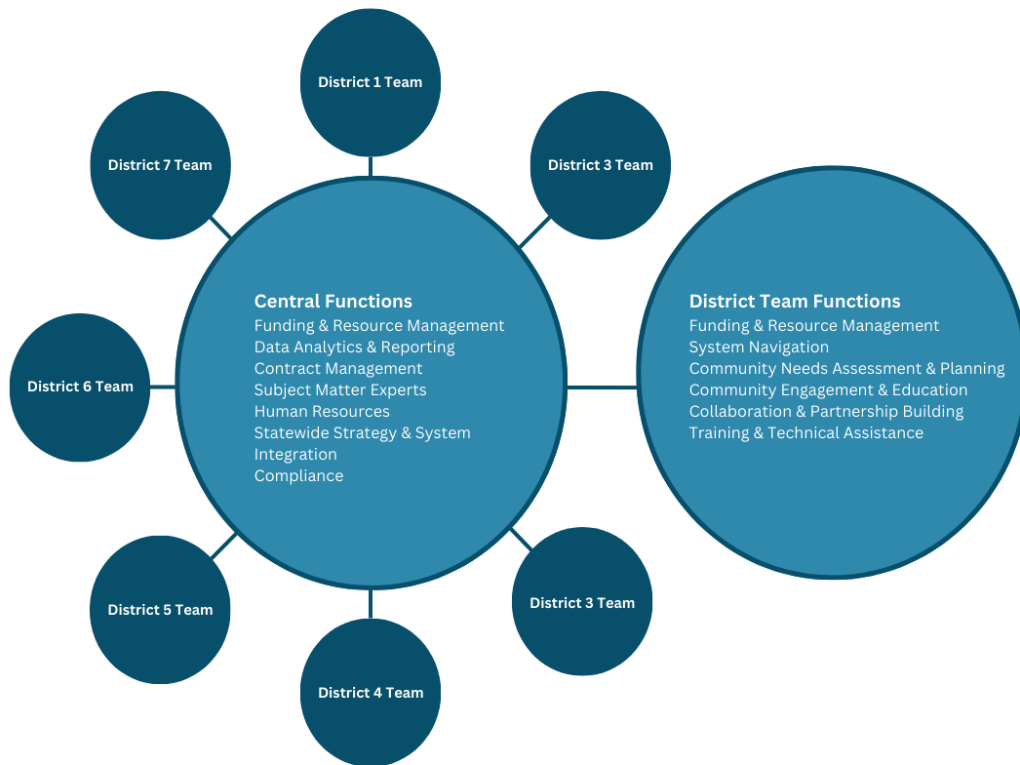 District 1 Team
District 7 Team
District 3 Team
Central Functions
Funding & Resource Management
Data Analytics & Reporting
Contract Management
Subject Matter Experts
Human Resources
Statewide Strategy & System
Integration
Compliance
District Team Functions
Funding & Resource Management
System Navigation
Community Needs Assessment & Planning
Community Engagement & Education
Collaboration & Partnership Building
Training & Technical Assistance
District 6 Team
District 5 Team
District 3 Team
District 4 Team